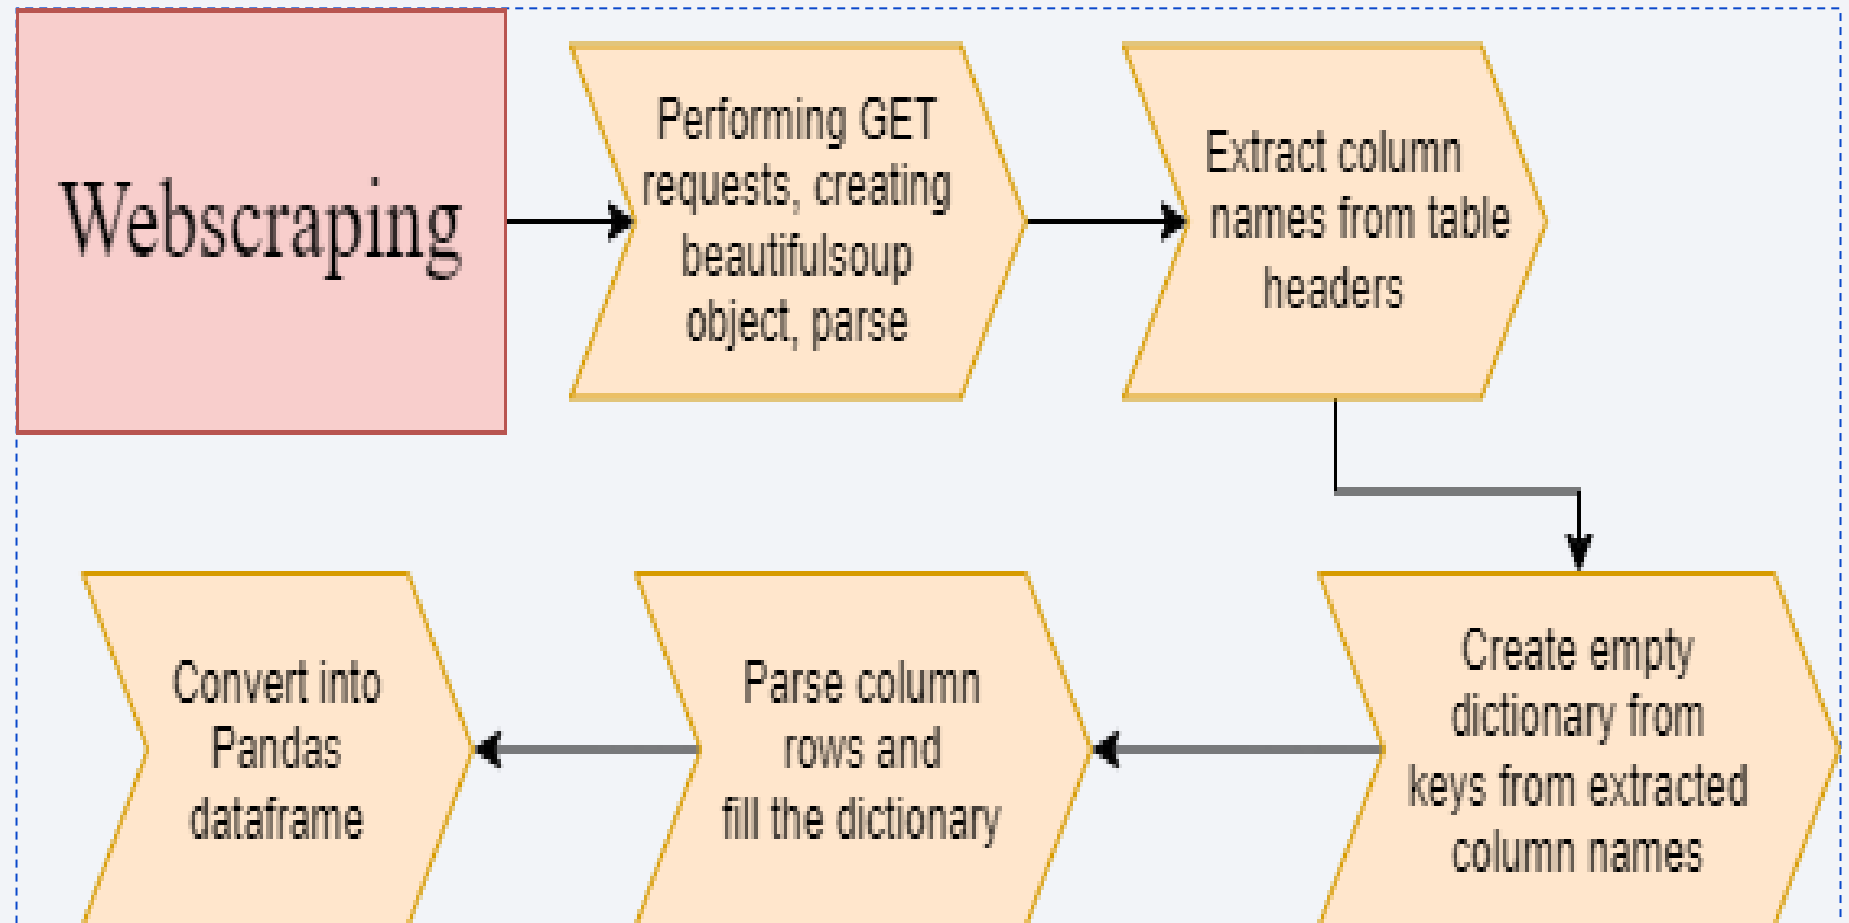 Webscraping
Performing GET
requests, creating
beautifulsoup
object, parse
Extract column
names from table
headers
Create empty
dictionary from
keys from extracted
column names
Parse column
rows and
fill the dictionary
Convert into
Pandas
dataframe